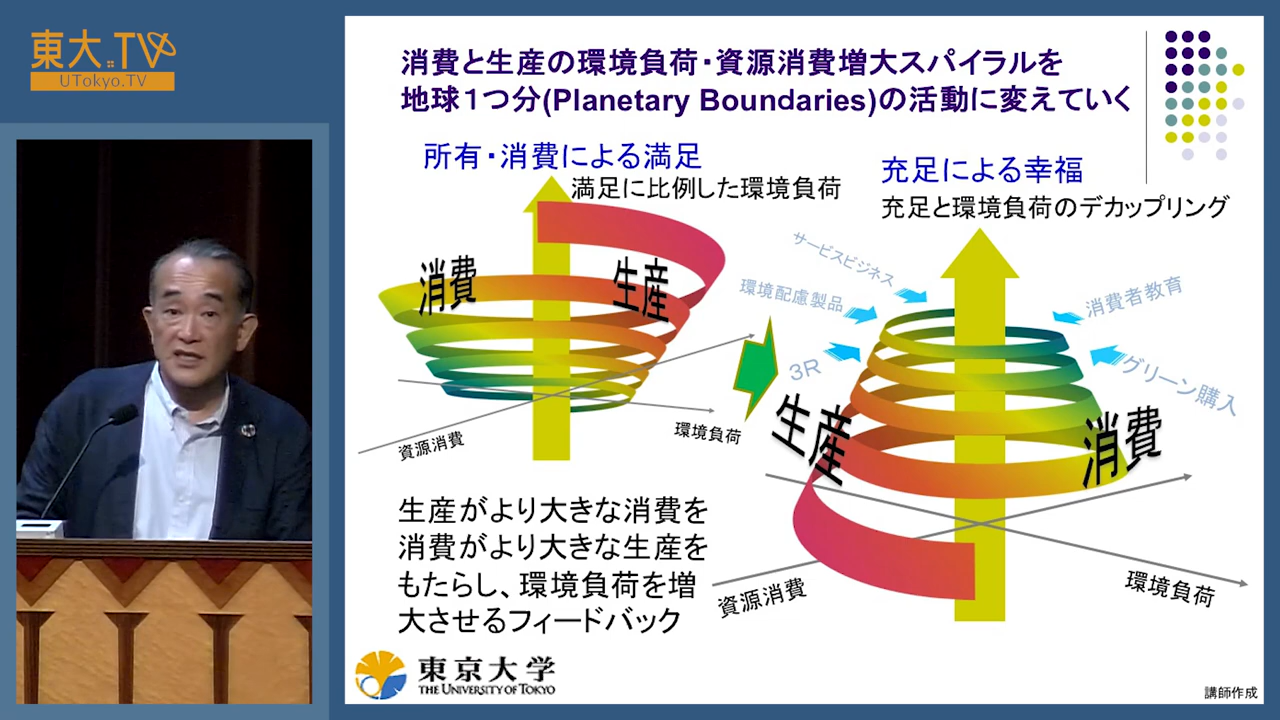 東大.TV
UTokyo.TV
消費と生産の環境負荷・資源消費増大スパイラルを
地球1つ分(Planetary Boundaries)の活動に変えていく
所有・消費による満足
満足に比例した環境負荷
消費
生産
資源消費
環境負荷
生産がより大きな消費を
消費がより大きな生産を
もたらし、環境負荷を増
大させるフィードバック
充足による幸福
充足と環境負荷のデカップリング
サービスビジネス
環境配慮製品
3R
消費者教育
グリーン購入
生産
消費
資源消費
環境負荷
東京大学
THE UNIVERSITY OF TOKYO
講師作成